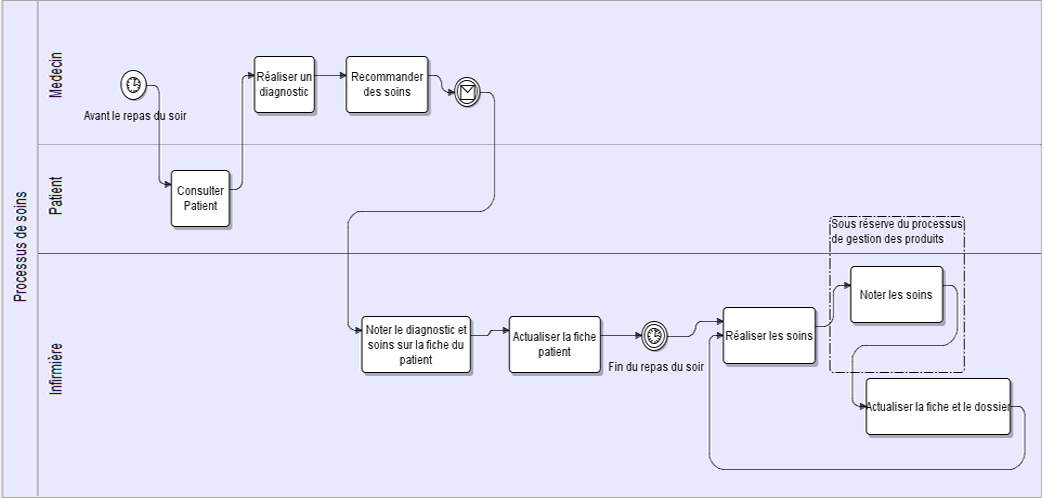 Processus de soins
Medecin
Avant le repas du soir
Réaliser un
diagnostic
Recommander
des soins
Patient
Consulter
Patient
Sous réserve du processus
de gestion des produits
Infirmière
Noter le diagnostic et
soins sur la fiche du
patient
Actualiser la fiche
patient
Fin du repas du soir
Réaliser les soins
Noter les soins
Actualiser la fiche et le dossier